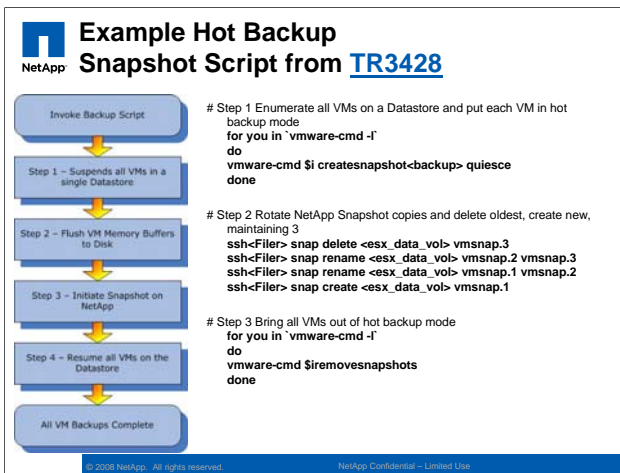 NetApp
Example Hot Backup
Snapshot Script from TR3428
Invoke Backup Script
Step 1 – Suspends all VMs in a
single Datastore
Step 2 – Flush VM Memory Buffers
to Disk
Step 3 – Initiate Snapshot on
NetApp
Step 4 – Resume all VMs on the
Datastore
All VM Backups Complete
# Step 1 Enumerate all VMs on a Datastore and put each VM in hot
backup mode
for you in `vmware-cmd -l`
do
vmware-cmd $i createsnapshot<backup> quiesce
done
# Step 2 Rotate NetApp Snapshot copies and delete oldest, create new,
maintaining 3
ssh<Filer> snap delete <esx_data_vol> vmsnap.3
ssh<Filer> snap rename <esx_data_vol> vmsnap.2 vmsnap.3
ssh<Filer> snap rename <esx_data_vol> vmsnap.1 vmsnap.2
ssh<Filer> snap create <esx_data_vol> vmsnap.1
# Step 3 Bring all VMs out of hot backup mode
for you in `vmware-cmd -l`
do
vmware-cmd $iremovesnapshots
done
© 2008 NetApp. All rights reserved.
NetApp Confidential – Limited Use